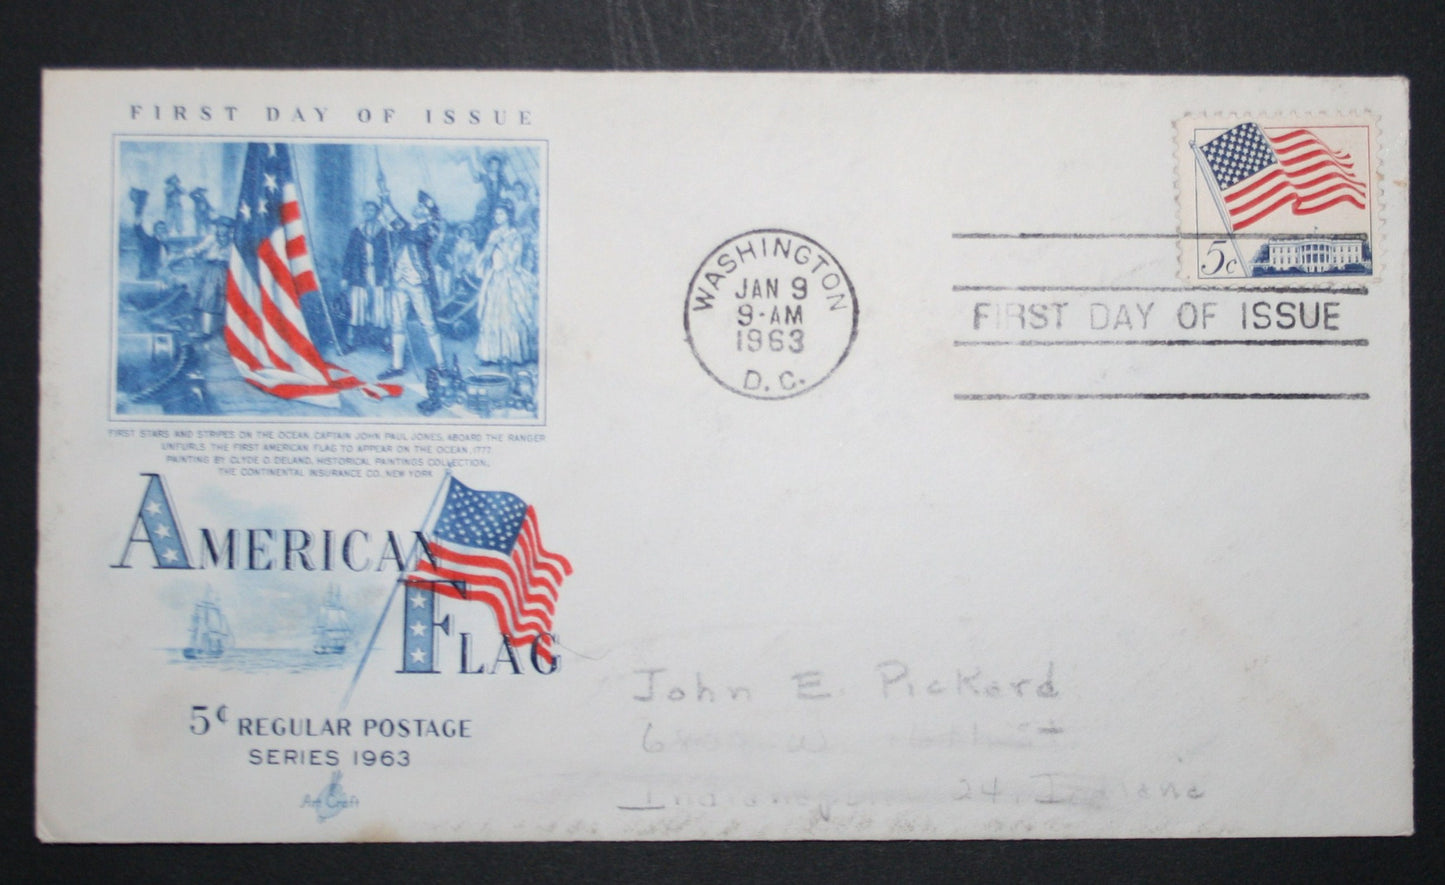 FIRST DAY OF ISSUE
FIRST STARS AND STRIPES ON THE OCEAN, CAPTAIN JOHN PAUL JONES, ABOARD THE RANGER
UNFURLS THE FIRST AMERICAN FLAG TO APPEAR ON THE OCEAN, 1777.
PAINTING BY CLYDE O. DELAND, HISTORICAL PAINTINGS COLLECTION,
THE CONTINENTAL INSURANCE CO., NEW YORK
AMERICAN
FLAG
5¢ REGULAR POSTAGE
SERIES 1963
Art Craft
WASHINGTON
JAN 9
9-AM
1963
D.C.
5c
FIRST DAY OF ISSUE
John E. Pickard
W.
Indianapolis 24, Indiana